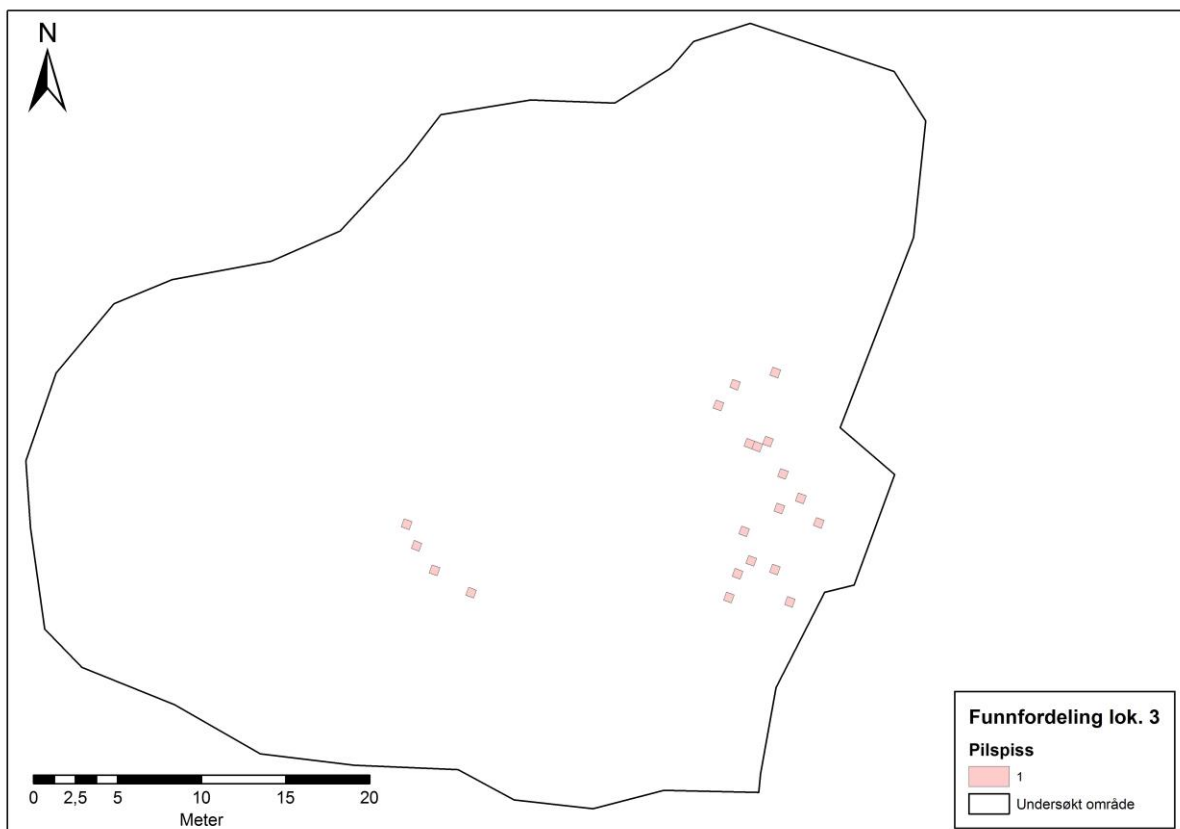 N
0 2,5 5 10 15 20
Meter
Funnfordeling lok. 3
Pilspiss
1
Undersøkt område